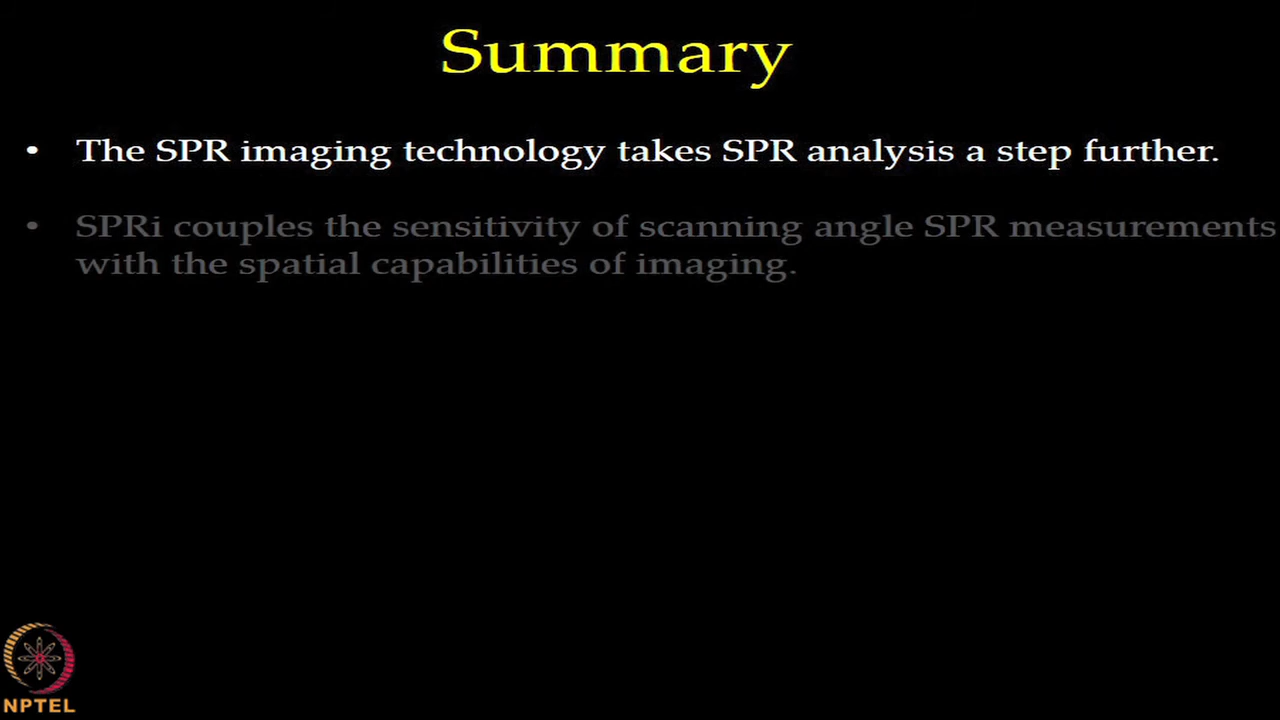 Summary
• The SPR imaging technology takes SPR analysis a step further.
• SPRi couples the sensitivity of scanning angle SPR measurements
with the spatial capabilities of imaging.
NPTEL